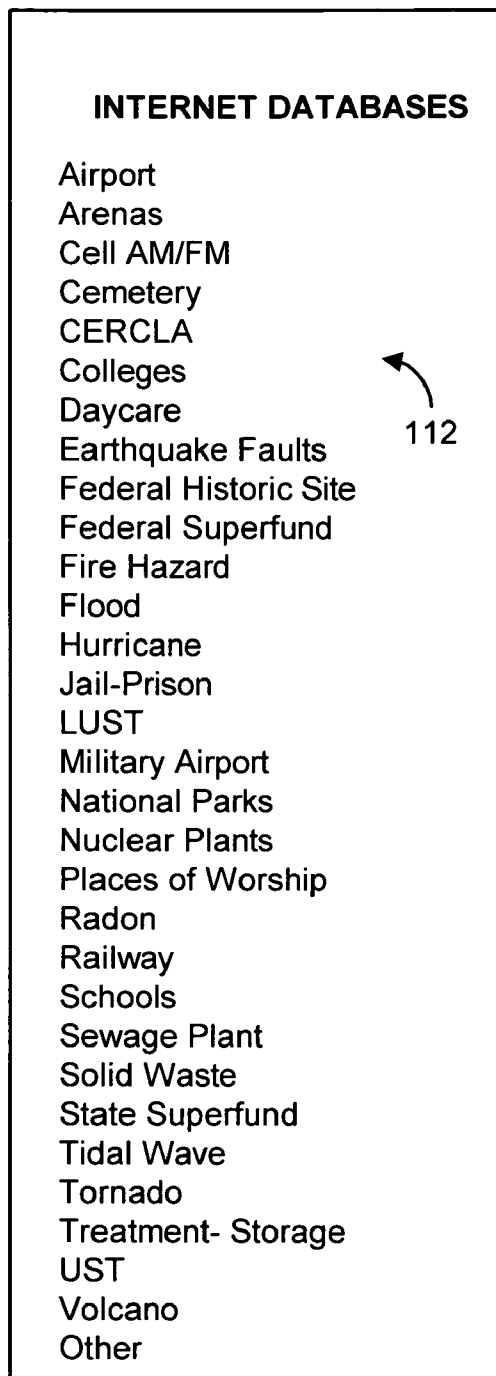 INTERNET DATABASES
Airport
Arenas
Cell AM/FM
Cemetery
CERCLA
Colleges
Daycare
112
Earthquake Faults
Federal Historic Site
Federal Superfund
Fire Hazard
Flood
Hurricane
Jail-Prison
LUST
Military Airport
National Parks
Nuclear Plants
Places of Worship
Radon
Railway
Schools
Sewage Plant
Solid Waste
State Superfund
Tidal Wave
Tornado
Treatment- Storage
UST
Volcano
Other